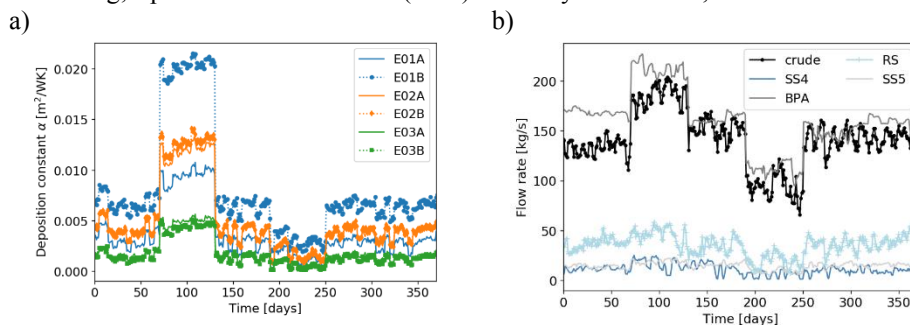 a)
b)
0.020
0.015
0.010
0.005
0.000
Deposition constant α [m²/WK]
E01A
E01B
E02A
E02B
E03A
E03B
0 50 100 150 200 250 300 350
Time [days]
200
150
100
50
0
Flow rate [kg/s]
crude
SS4
BPA
RS
SS5
0 50 100 150 200 250 300 350
Time [days]